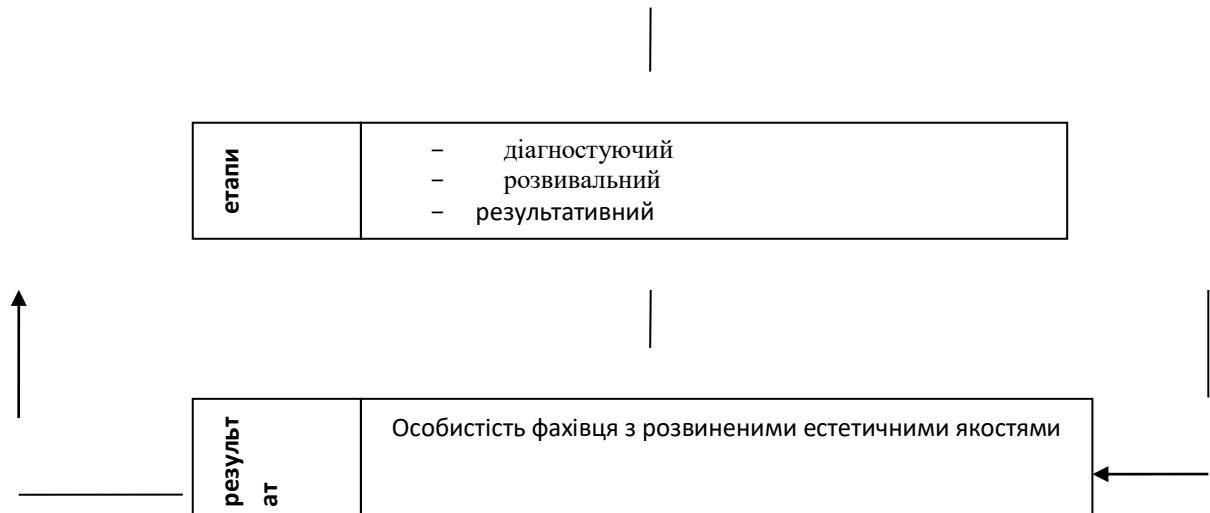 етапи
– діагностуючий
– розвивальний
– результативний
результ
ат
Особистість фахівця з розвиненими естетичними якостями